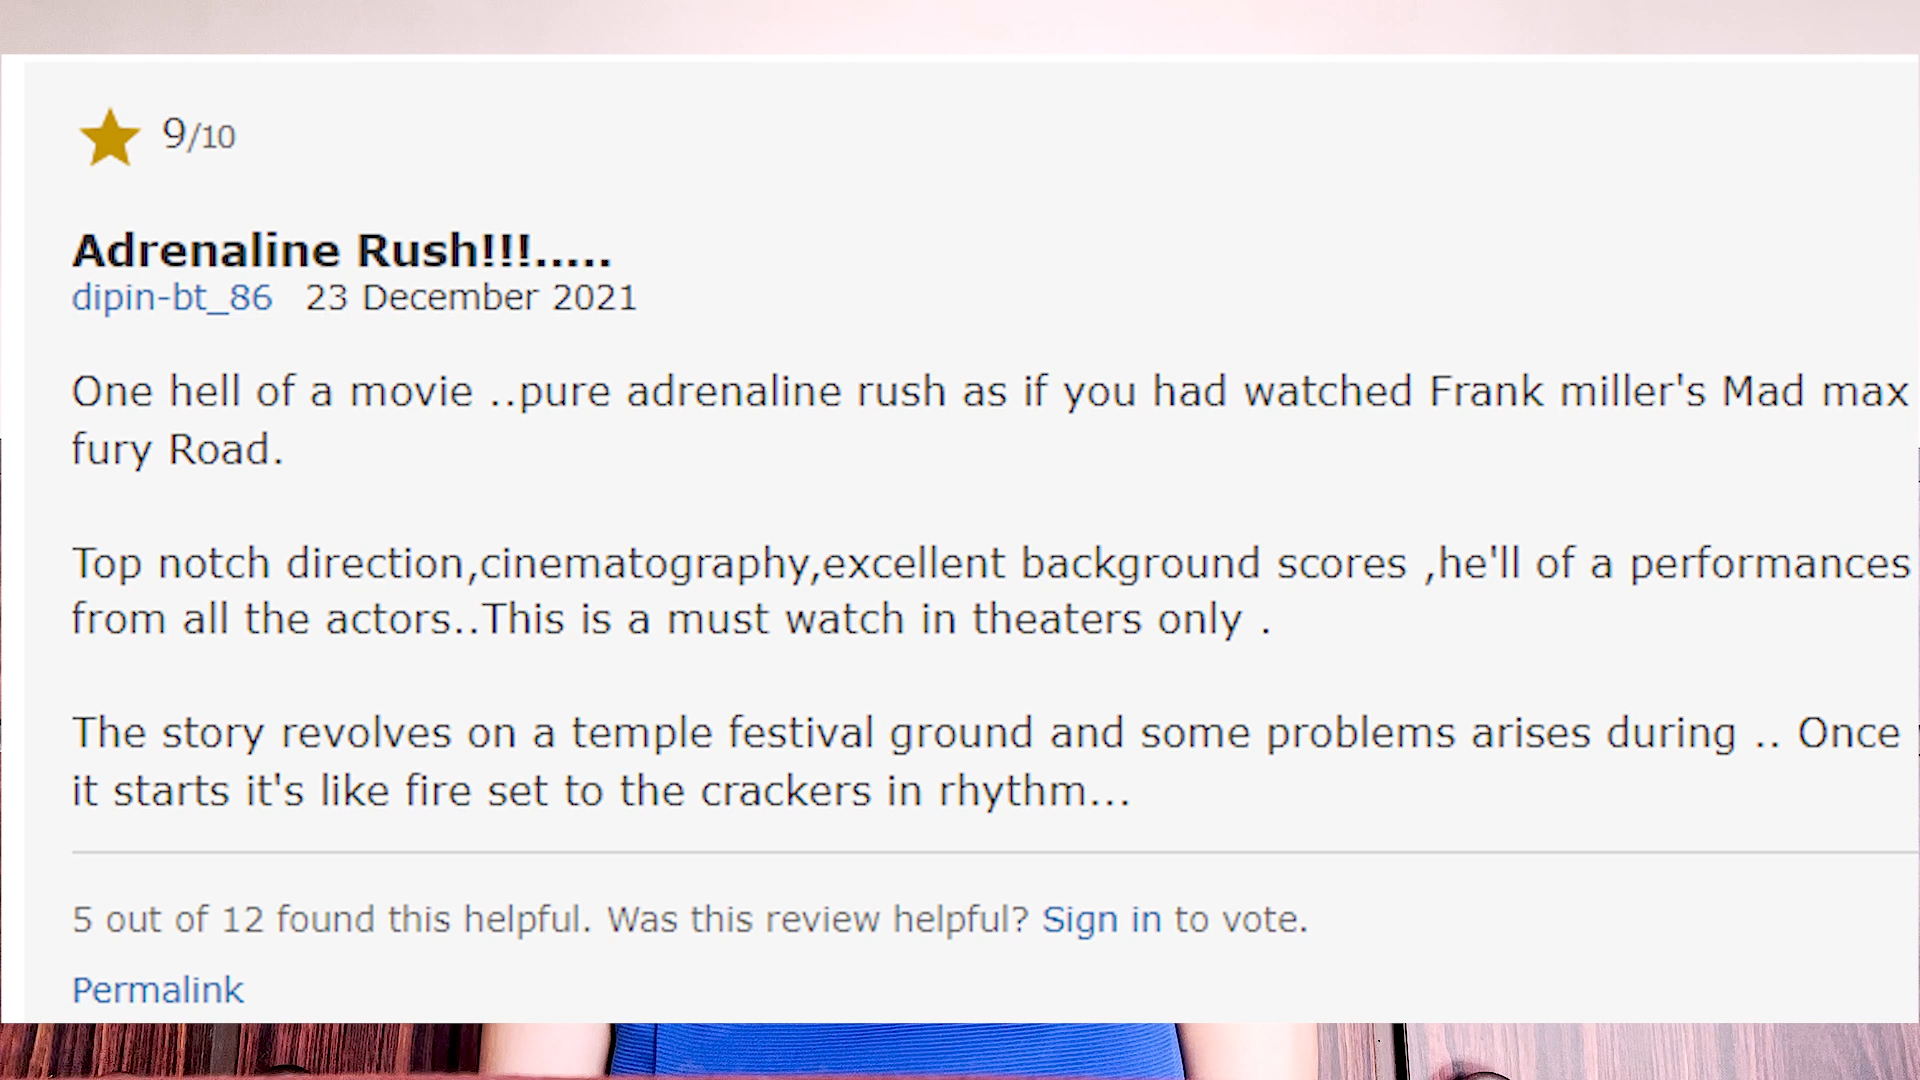 9/10
Adrenaline Rush!!!.....
dipin-bt_86 23 December 2021
One hell of a movie ..pure adrenaline rush as if you had watched Frank miller's Mad max
fury Road.
Top notch direction,cinematography,excellent background scores ,he'll of a performances
from all the actors..This is a must watch in theaters only .
The story revolves on a temple festival ground and some problems arises during .. Once
it starts it's like fire set to the crackers in rhythm...
5 out of 12 found this helpful. Was this review helpful? Sign in to vote.
Permalink